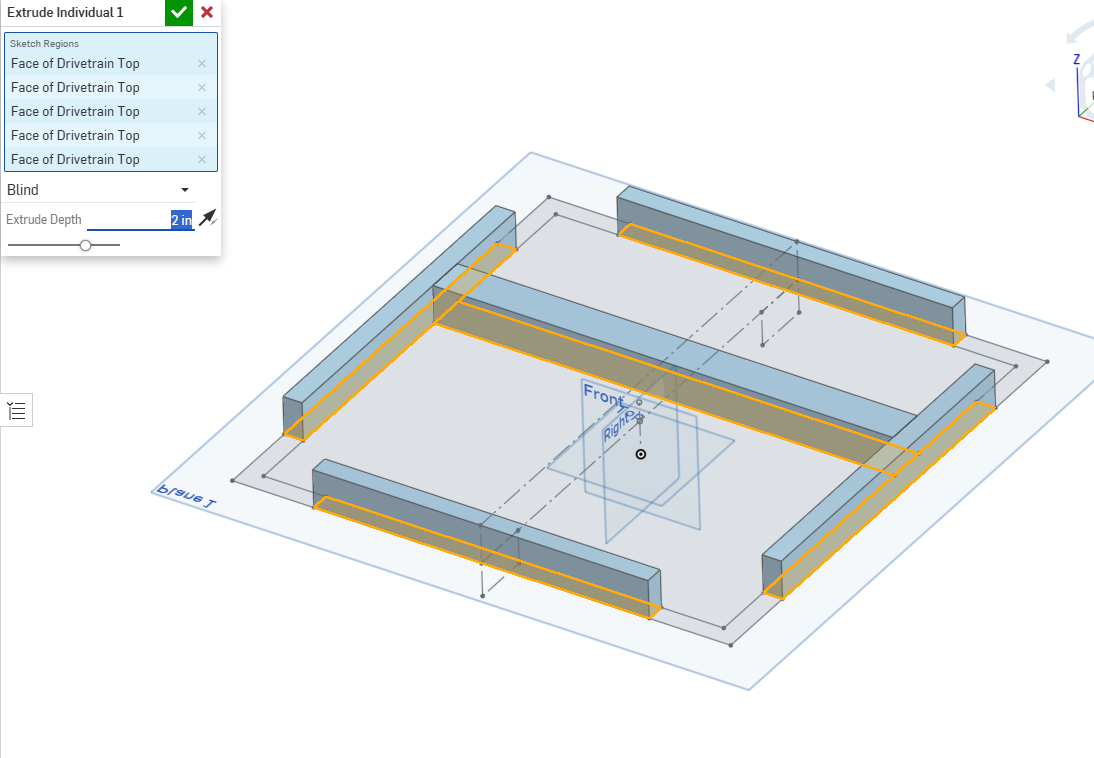 Extrude Individual 1
Sketch Regions
Face of Drivetrain Top
Face of Drivetrain Top
Face of Drivetrain Top
Face of Drivetrain Top
Face of Drivetrain Top
Blind
Extrude Depth 2 in
Z
Front
Right
Plane 1